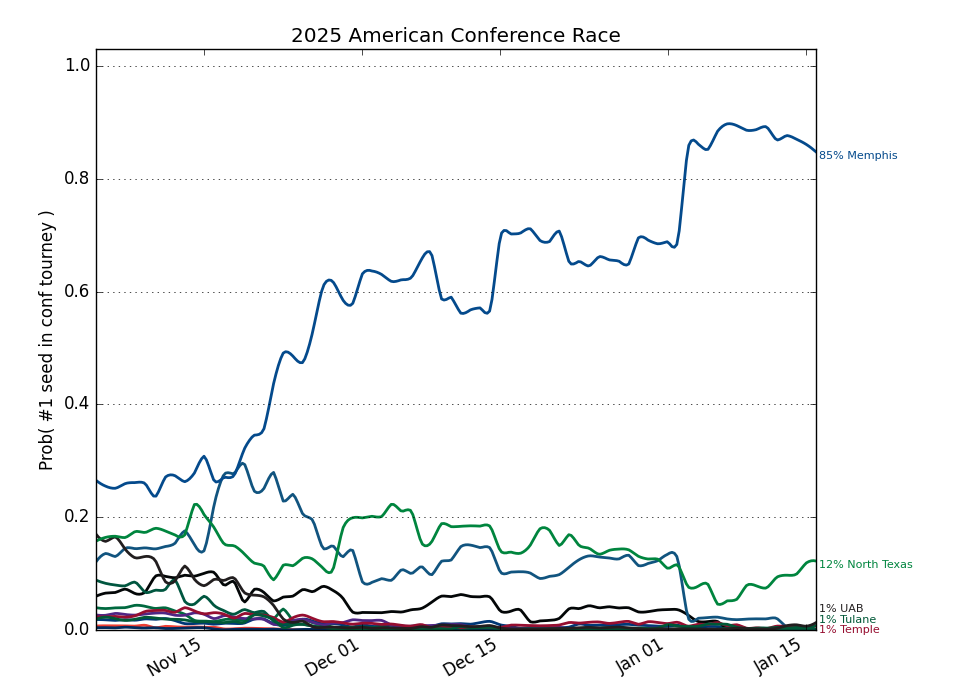 2025 American Conference Race
Prob( #1 seed in conf tourney )
1.0
0.8
0.6
0.4
0.2
0.0
Nov 15
Dec 01
Dec 15
Jan 01
Jan 15
85% Memphis
12% North Texas
1% UAB
1% Tulane
1% Temple